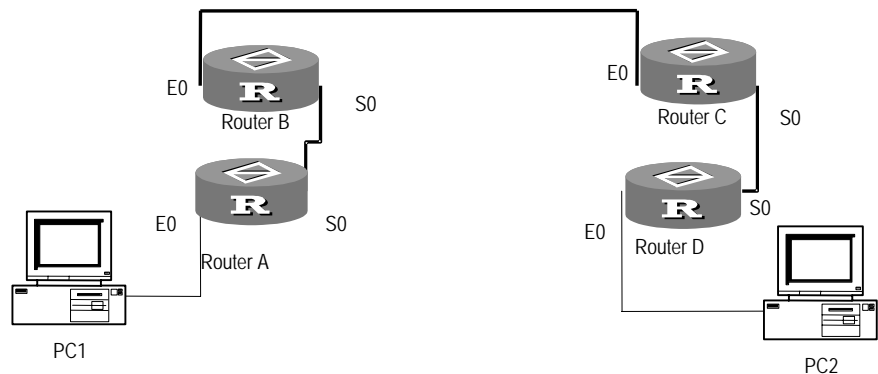 E0
R
S0
Router B
E0
R
Router C
S0
E0
R
S0
Router A
E0
R
S0
Router D
PC1
PC2